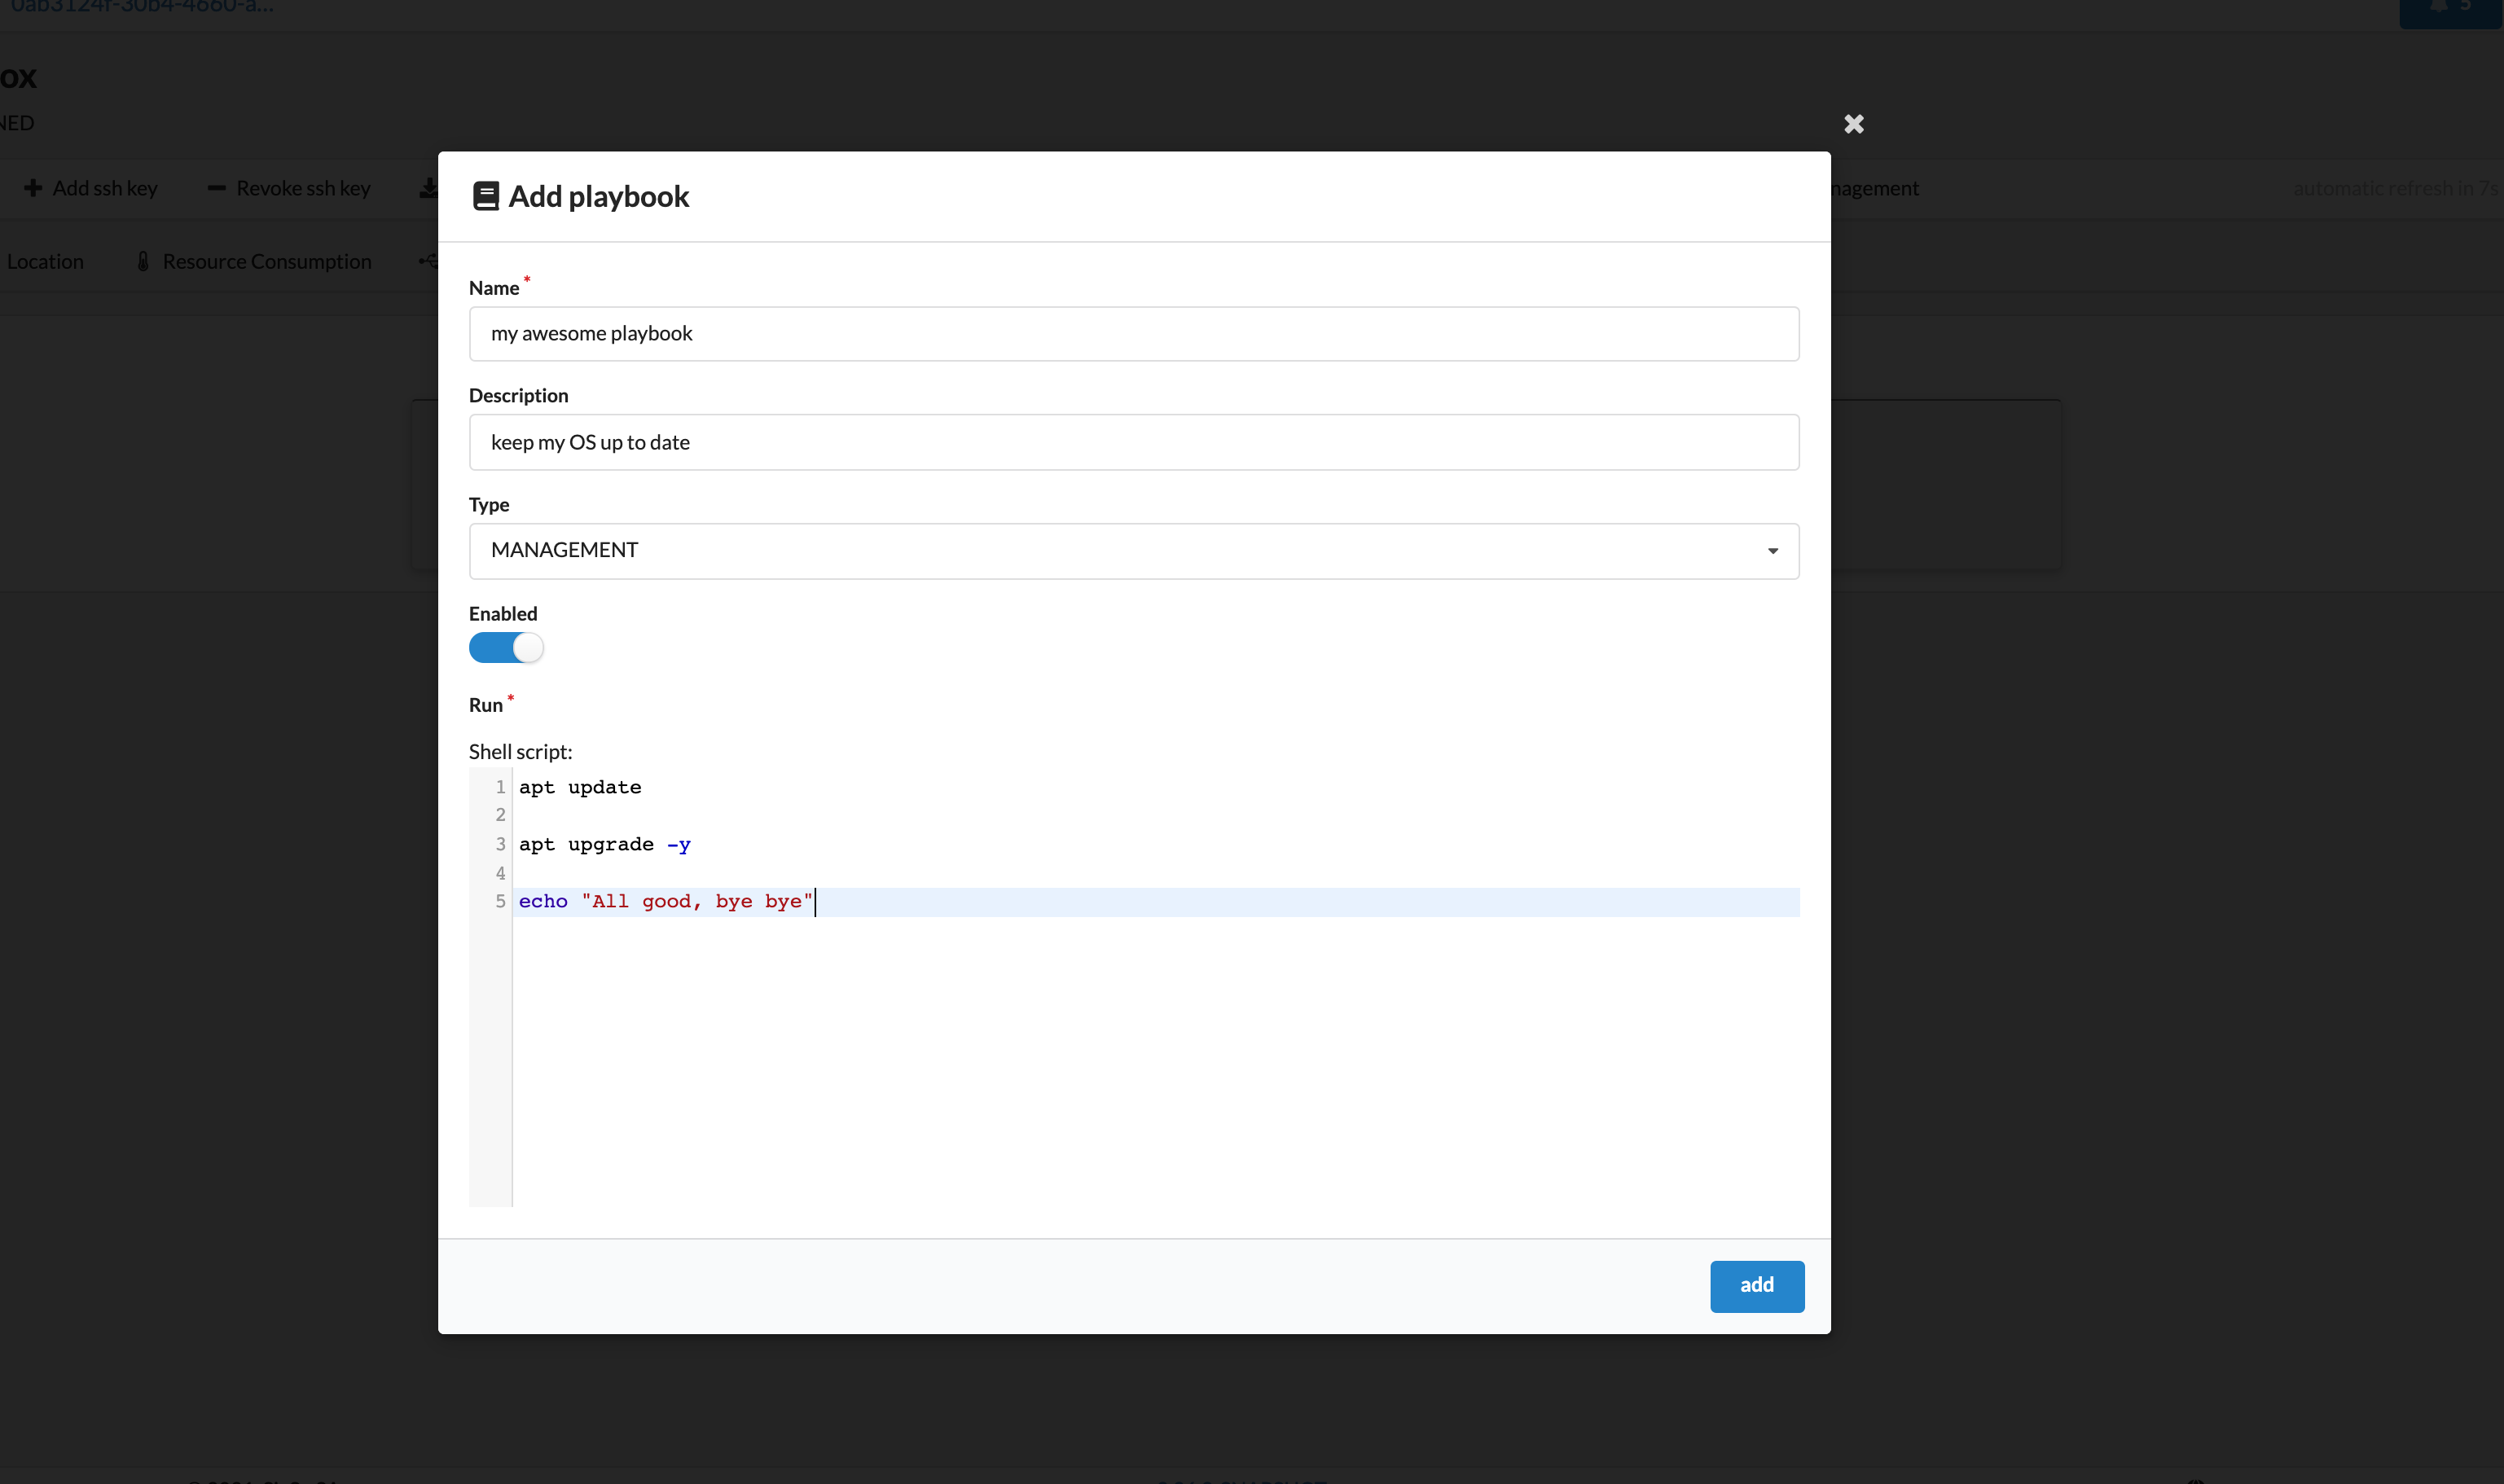 0ab3124f-30b4-4660-a...
5
ox
NED
Add ssh key
Revoke ssh key
nagement
automatic refresh in 7s
Location
Resource Consumption
Add playbook
Name *
my awesome playbook
Description
keep my OS up to date
Type
MANAGEMENT
Enabled
Run *
Shell script:
1 apt update
2
3 apt upgrade -y
4
5 echo "All good, bye bye"
add